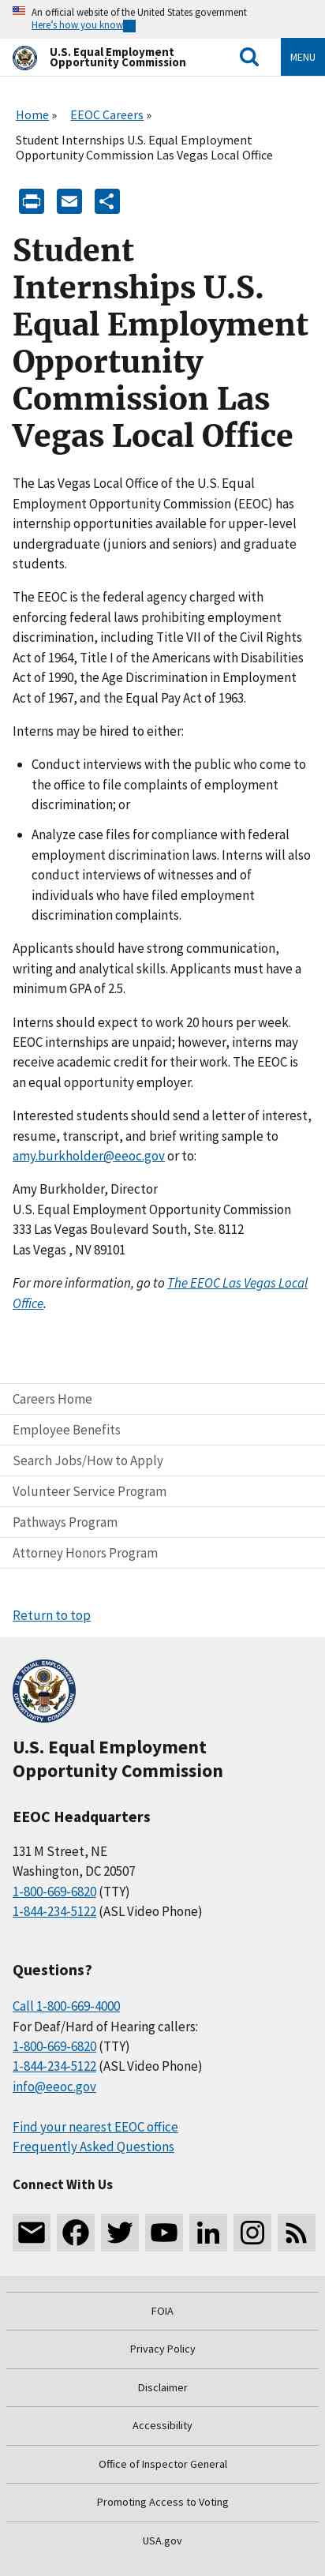 An official website of the United States government
Here's how you know
U.S. Equal Employment
Opportunity Commission
MENU
Home »
EEOC Careers »
Student Internships U.S. Equal Employment
Opportunity Commission Las Vegas Local Office
Student
Internships U.S.
Equal Employment
Opportunity
Commission Las
Vegas Local Office
The Las Vegas Local Office of the U.S. Equal
Employment Opportunity Commission (EEOC) has
internship opportunities available for upper-level
undergraduate (juniors and seniors) and graduate
students.
The EEOC is the federal agency charged with
enforcing federal laws prohibiting employment
discrimination, including Title VII of the Civil Rights
Act of 1964, Title I of the Americans with Disabilities
Act of 1990, the Age Discrimination in Employment
Act of 1967, and the Equal Pay Act of 1963.
Interns may be hired to either:
Conduct interviews with the public who come to
the office to file complaints of employment
discrimination; or
Analyze case files for compliance with federal
employment discrimination laws. Interns will also
conduct interviews of witnesses and of
individuals who have filed employment
discrimination complaints.
Applicants should have strong communication,
writing and analytical skills. Applicants must have a
minimum GPA of 2.5.
Interns should expect to work 20 hours per week.
EEOC internships are unpaid; however, interns may
receive academic credit for their work. The EEOC is
an equal opportunity employer.
Interested students should send a letter of interest,
resume, transcript, and brief writing sample to
amy.burkholder@eeoc.gov or to:
Amy Burkholder, Director
U.S. Equal Employment Opportunity Commission
333 Las Vegas Boulevard South, Ste. 8112
Las Vegas , NV 89101
For more information, go to The EEOC Las Vegas Local
Office.
Careers Home
Employee Benefits
Search Jobs/How to Apply
Volunteer Service Program
Pathways Program
Attorney Honors Program
Return to top
U.S. Equal Employment
Opportunity Commission
EEOC Headquarters
131 M Street, NE
Washington, DC 20507
1-800-669-6820 (TTY)
1-844-234-5122 (ASL Video Phone)
Questions?
Call 1-800-669-4000
For Deaf/Hard of Hearing callers:
1-800-669-6820 (TTY)
1-844-234-5122 (ASL Video Phone)
info@eeoc.gov
Find your nearest EEOC office
Frequently Asked Questions
Connect With Us
FOIA
Privacy Policy
Disclaimer
Accessibility
Office of Inspector General
Promoting Access to Voting
USA.gov